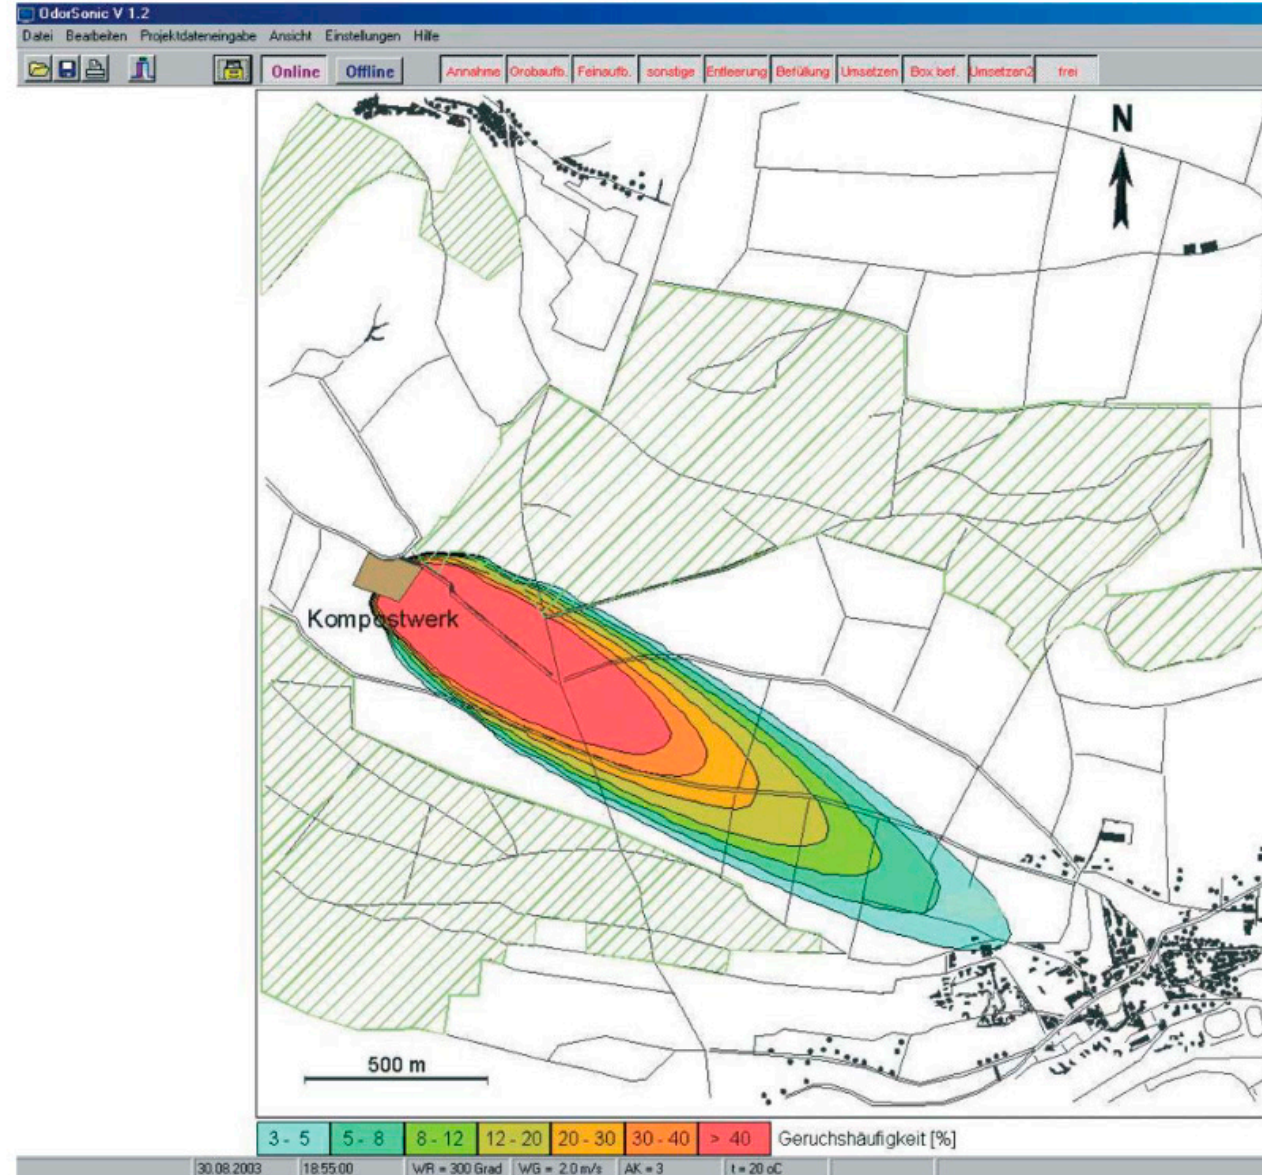 OdorSonic V 1.2
Datei Bearbeiten Projektdateneingabe Ansicht Einstellungen Hilfe
Online Offline Annahme Grobaufb. Feinaufb. sonstige Entleerung Befüllung Umsetzen Box bef. Umsetzen2 frei
N
Kompostwerk
500 m
3 - 5 5 - 8 8 - 12 12 - 20 20 - 30 30 - 40 > 40 Geruchshäufigkeit [%]
30.08.2003 18:55:00 WR = 300 Grad WG = 2.0 m/s AK = 3 t = 20 oC